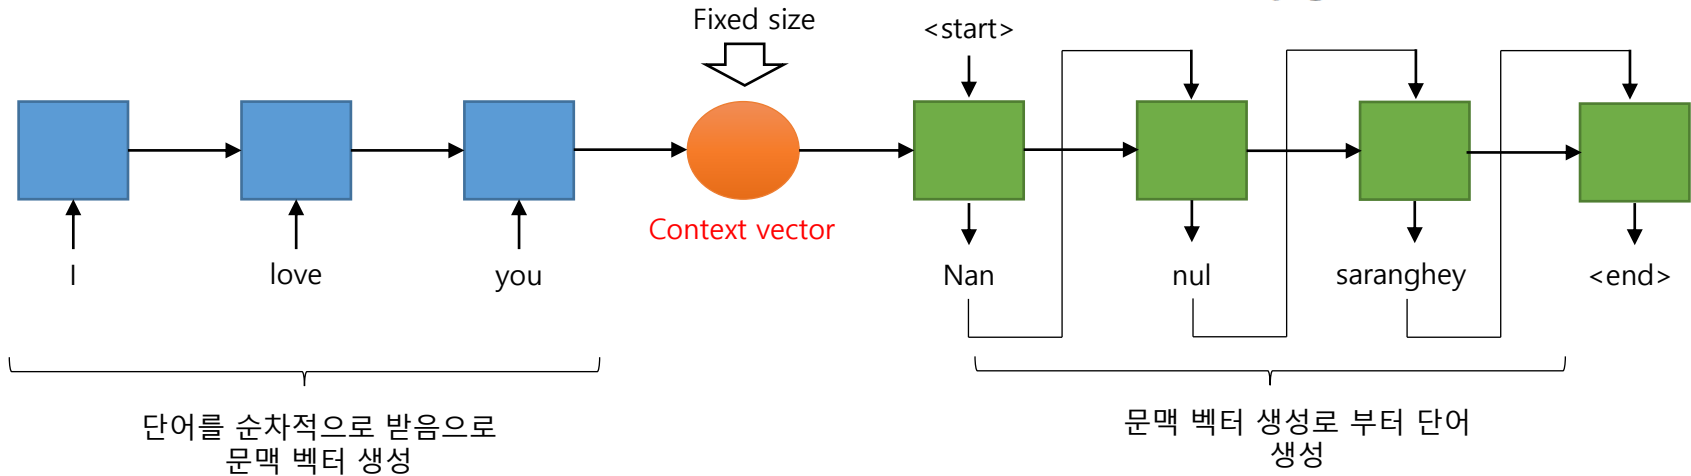 Fixed size
<start>
Context vector
I
love
you
Nan
nul
saranghey
<end>
단어를 순차적으로 받음으로
문맥 벡터 생성
문맥 벡터 생성로 부터 단어
생성